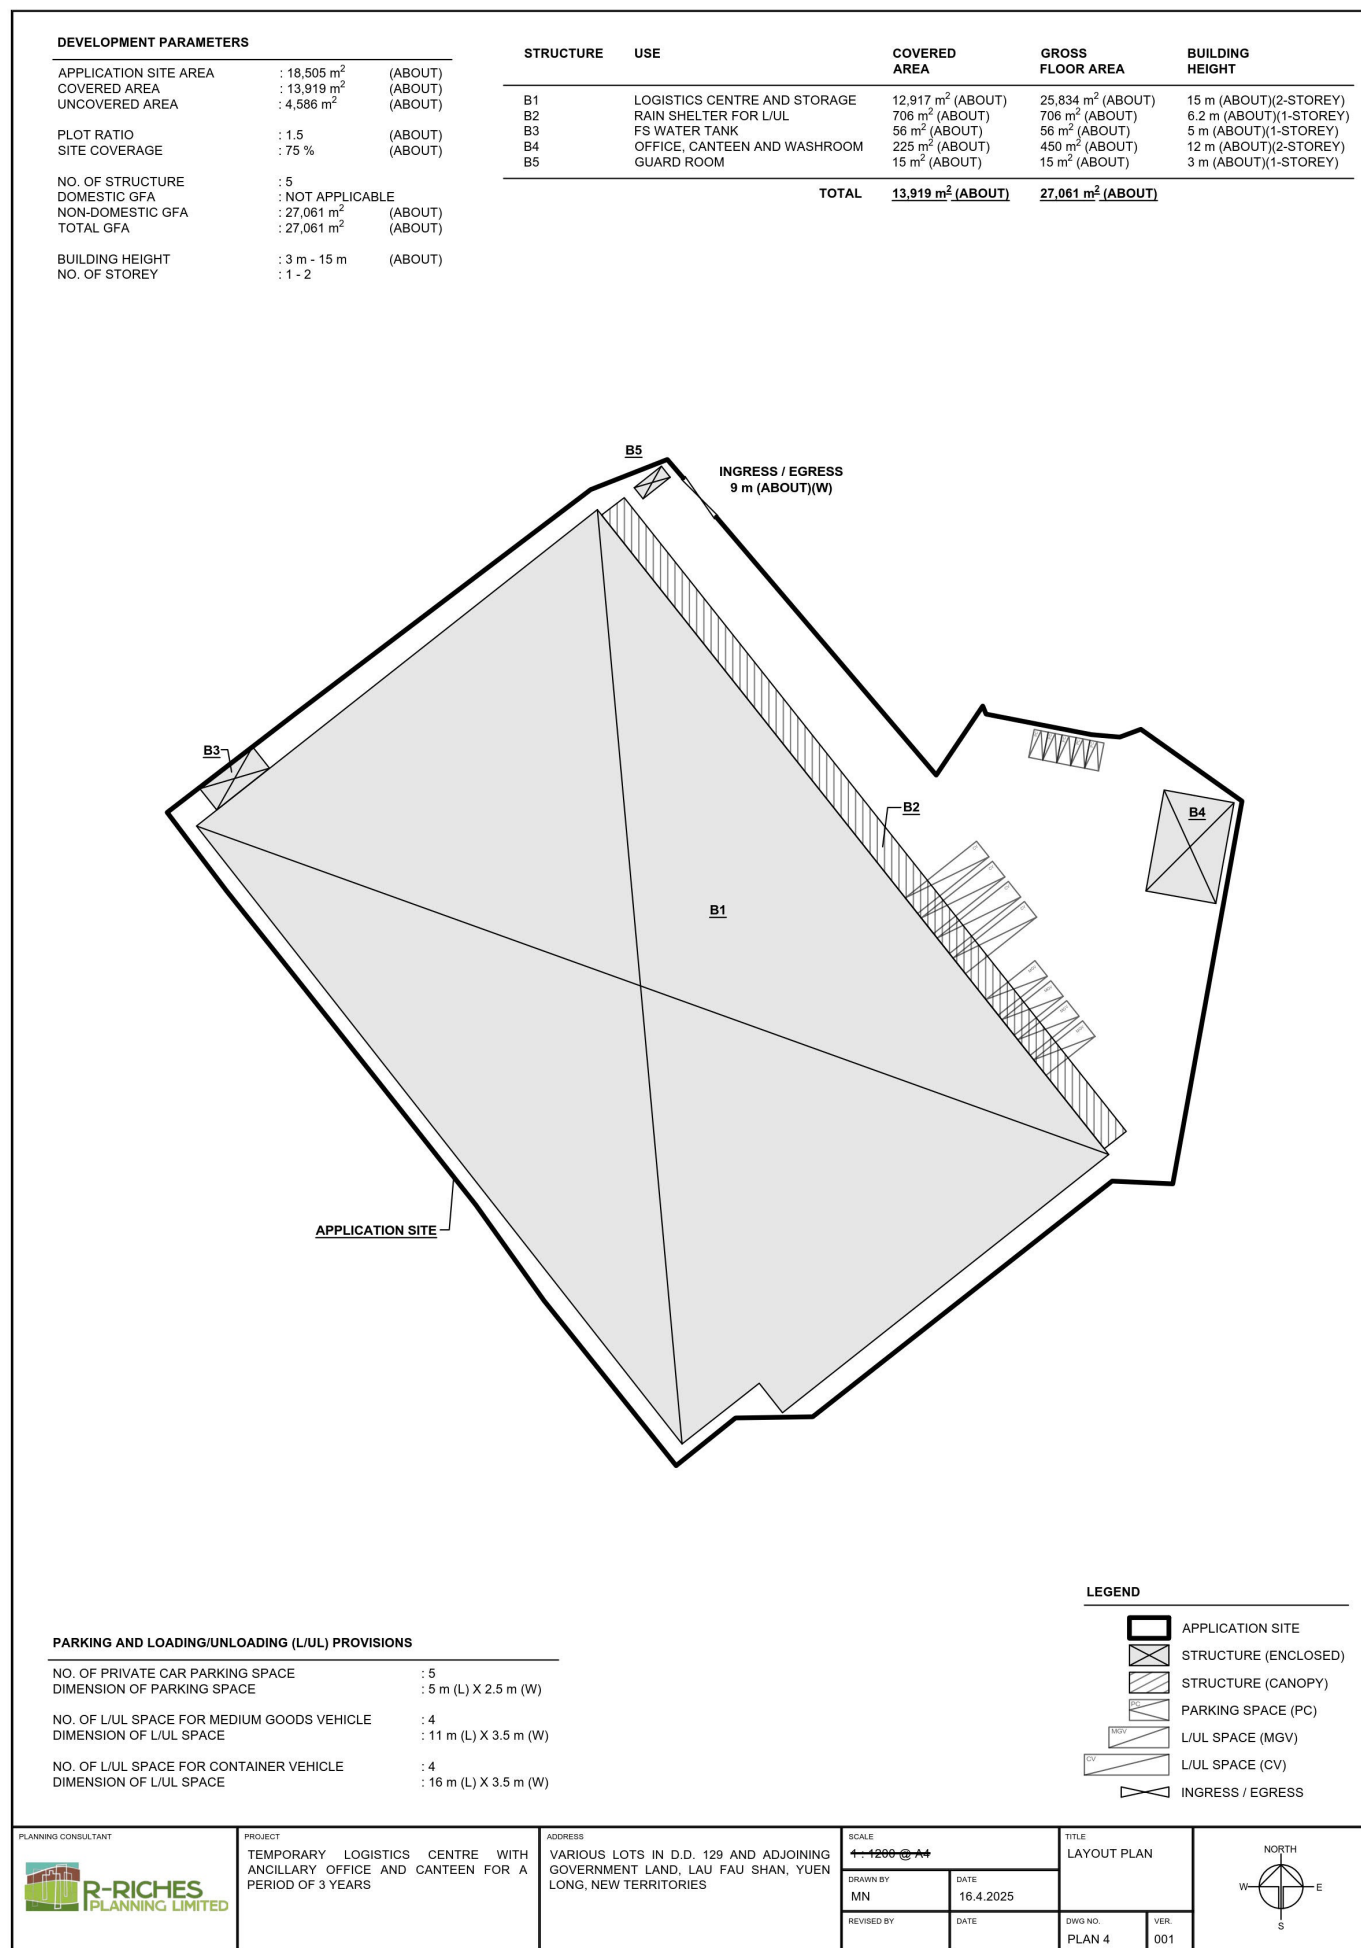 DEVELOPMENT PARAMETERS
APPLICATION SITE AREA : 18,505 m² (ABOUT)
COVERED AREA : 13,919 m² (ABOUT)
UNCOVERED AREA : 4,586 m² (ABOUT)
PLOT RATIO : 1.5 (ABOUT)
SITE COVERAGE : 75 % (ABOUT)
NO. OF STRUCTURE : 5
DOMESTIC GFA : NOT APPLICABLE
NON-DOMESTIC GFA : 27,061 m² (ABOUT)
TOTAL GFA : 27,061 m² (ABOUT)
BUILDING HEIGHT : 3 m - 15 m (ABOUT)
NO. OF STOREY : 1 - 2
STRUCTURE USE COVERED AREA GROSS FLOOR AREA BUILDING HEIGHT
B1 LOGISTICS CENTRE AND STORAGE 12,917 m² (ABOUT) 25,834 m² (ABOUT) 15 m (ABOUT)(2-STOREY)
B2 RAIN SHELTER FOR L/UL 706 m² (ABOUT) 706 m² (ABOUT) 6.2 m (ABOUT)(1-STOREY)
B3 FS WATER TANK 56 m² (ABOUT) 56 m² (ABOUT) 5 m (ABOUT)(1-STOREY)
B4 OFFICE, CANTEEN AND WASHROOM 225 m² (ABOUT) 450 m² (ABOUT) 12 m (ABOUT)(2-STOREY)
B5 GUARD ROOM 15 m² (ABOUT) 15 m² (ABOUT) 3 m (ABOUT)(1-STOREY)
TOTAL 13,919 m² (ABOUT) 27,061 m² (ABOUT)
B5
INGRESS / EGRESS
9 m (ABOUT)(W)
B3
B2
B4
B1
APPLICATION SITE
PARKING AND LOADING/UNLOADING (L/UL) PROVISIONS
NO. OF PRIVATE CAR PARKING SPACE : 5
DIMENSION OF PARKING SPACE : 5 m (L) X 2.5 m (W)
NO. OF L/UL SPACE FOR MEDIUM GOODS VEHICLE : 4
DIMENSION OF L/UL SPACE : 11 m (L) X 3.5 m (W)
NO. OF L/UL SPACE FOR CONTAINER VEHICLE : 4
DIMENSION OF L/UL SPACE : 16 m (L) X 3.5 m (W)
LEGEND
APPLICATION SITE
STRUCTURE (ENCLOSED)
STRUCTURE (CANOPY)
PC PARKING SPACE (PC)
MGV L/UL SPACE (MGV)
CV L/UL SPACE (CV)
INGRESS / EGRESS
PLANNING CONSULTANT
R-RICHES
PLANNING LIMITED
PROJECT
TEMPORARY LOGISTICS CENTRE WITH
ANCILLARY OFFICE AND CANTEEN FOR A
PERIOD OF 3 YEARS
ADDRESS
VARIOUS LOTS IN D.D. 129 AND ADJOINING
GOVERNMENT LAND, LAU FAU SHAN, YUEN
LONG, NEW TERRITORIES
SCALE
1 : 1200 @ A4
DRAWN BY
MN
DATE
16.4.2025
REVISED BY
DATE
TITLE
LAYOUT PLAN
DWG NO.
PLAN 4
VER.
001
NORTH
W E
S